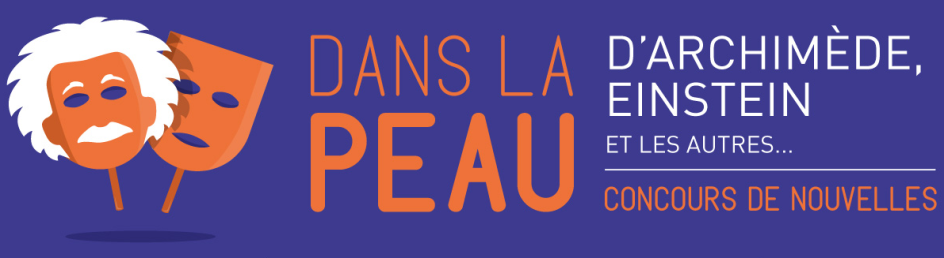 DANS LA
PEAU
D'ARCHIMÈDE,
EINSTEIN
ET LES AUTRES...
CONCOURS DE NOUVELLES